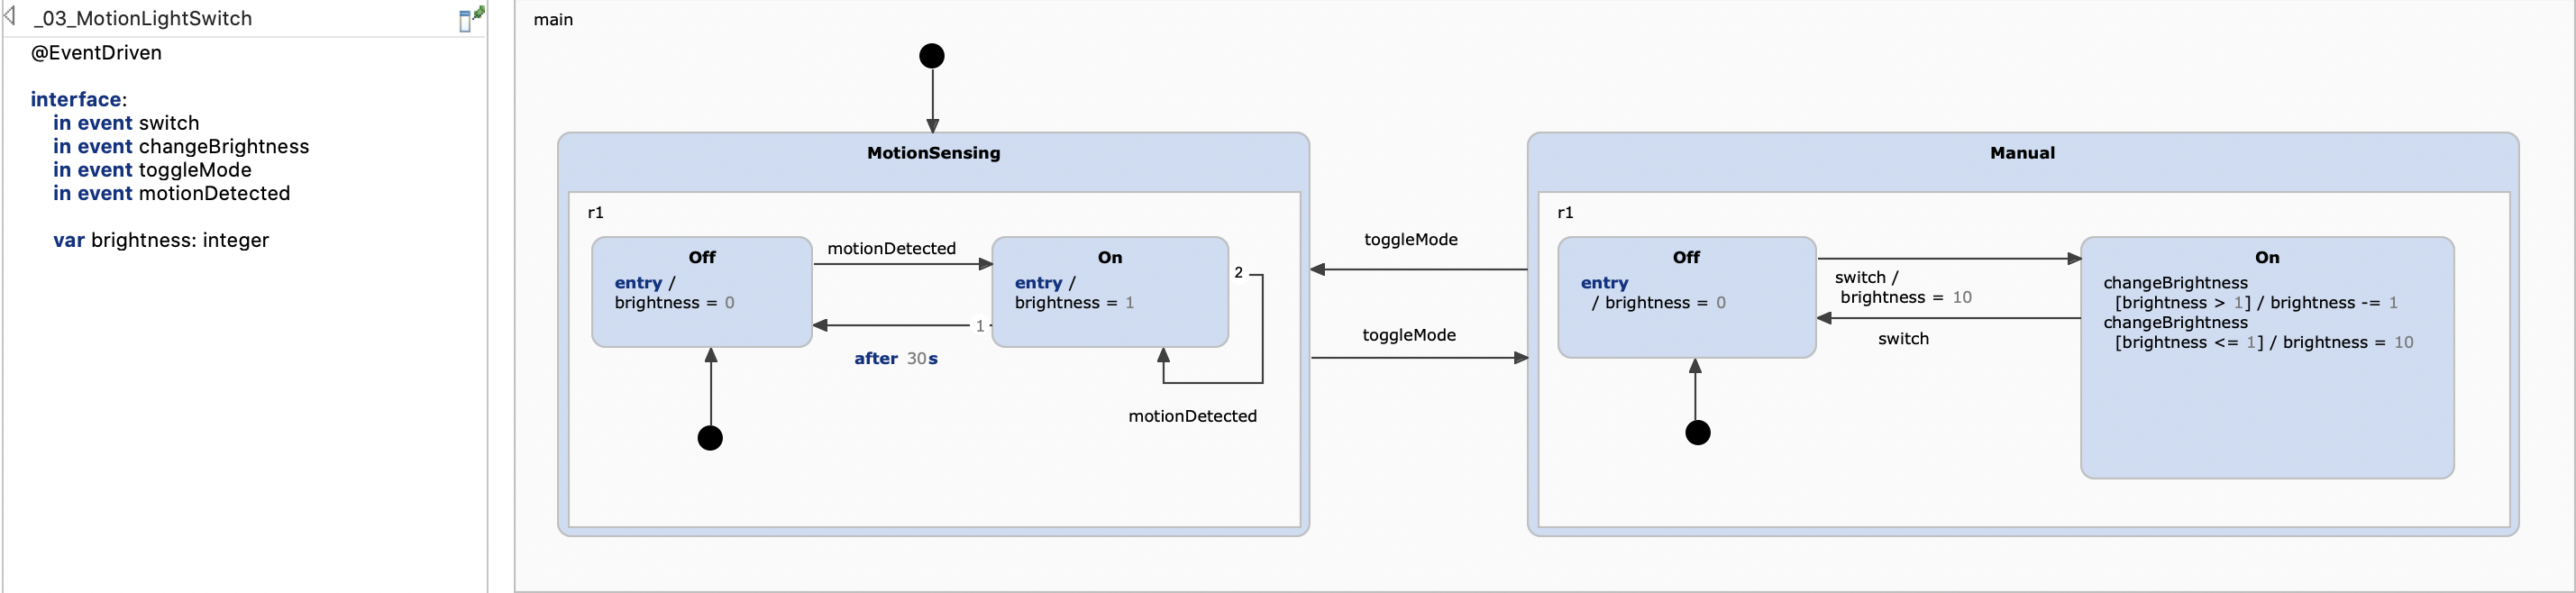 _03_MotionLightSwitch
@EventDriven
interface:
in event switch
in event changeBrightness
in event toggleMode
in event motionDetected
var brightness: integer
main
MotionSensing
r1
Off
entry /
brightness = 0
motionDetected
On
entry /
brightness = 1
2
1
after 30s
motionDetected
toggleMode
toggleMode
Manual
r1
Off
entry
/ brightness = 0
switch /
brightness = 10
switch
On
changeBrightness
[brightness > 1] / brightness -= 1
changeBrightness
[brightness <= 1] / brightness = 10